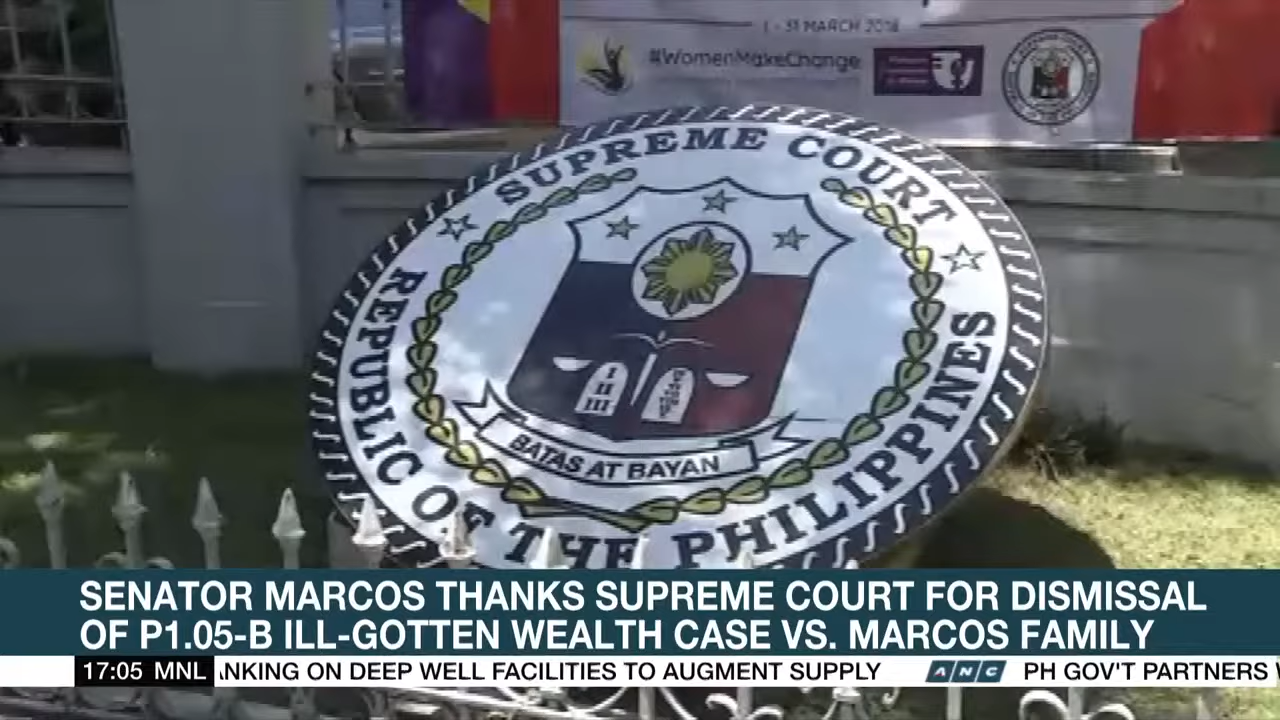 1 - 31 MARCH 2018
#WomenMakeChange
SUPREME COURT
REPUBLIC OF THE PHILIPPINES
I
II
III
BATAS AT BAYAN
SENATOR MARCOS THANKS SUPREME COURT FOR DISMISSAL
OF P1.05-B ILL-GOTTEN WEALTH CASE VS. MARCOS FAMILY
17:05 MNL NKING ON DEEP WELL FACILITIES TO AUGMENT SUPPLY ANC PH GOV'T PARTNERS